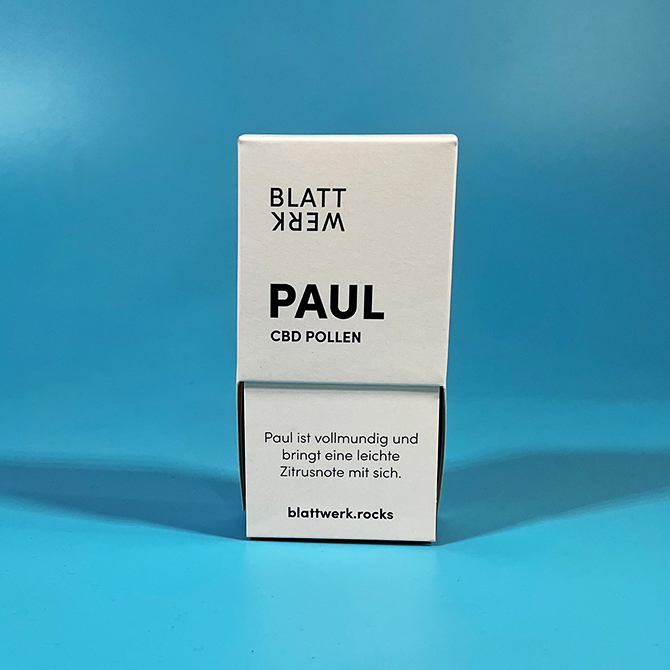 BLATT
WERK
PAUL
CBD POLLEN
Paul ist vollmundig und
bringt eine leichte
Zitrusnote mit sich.
blattwerk.rocks